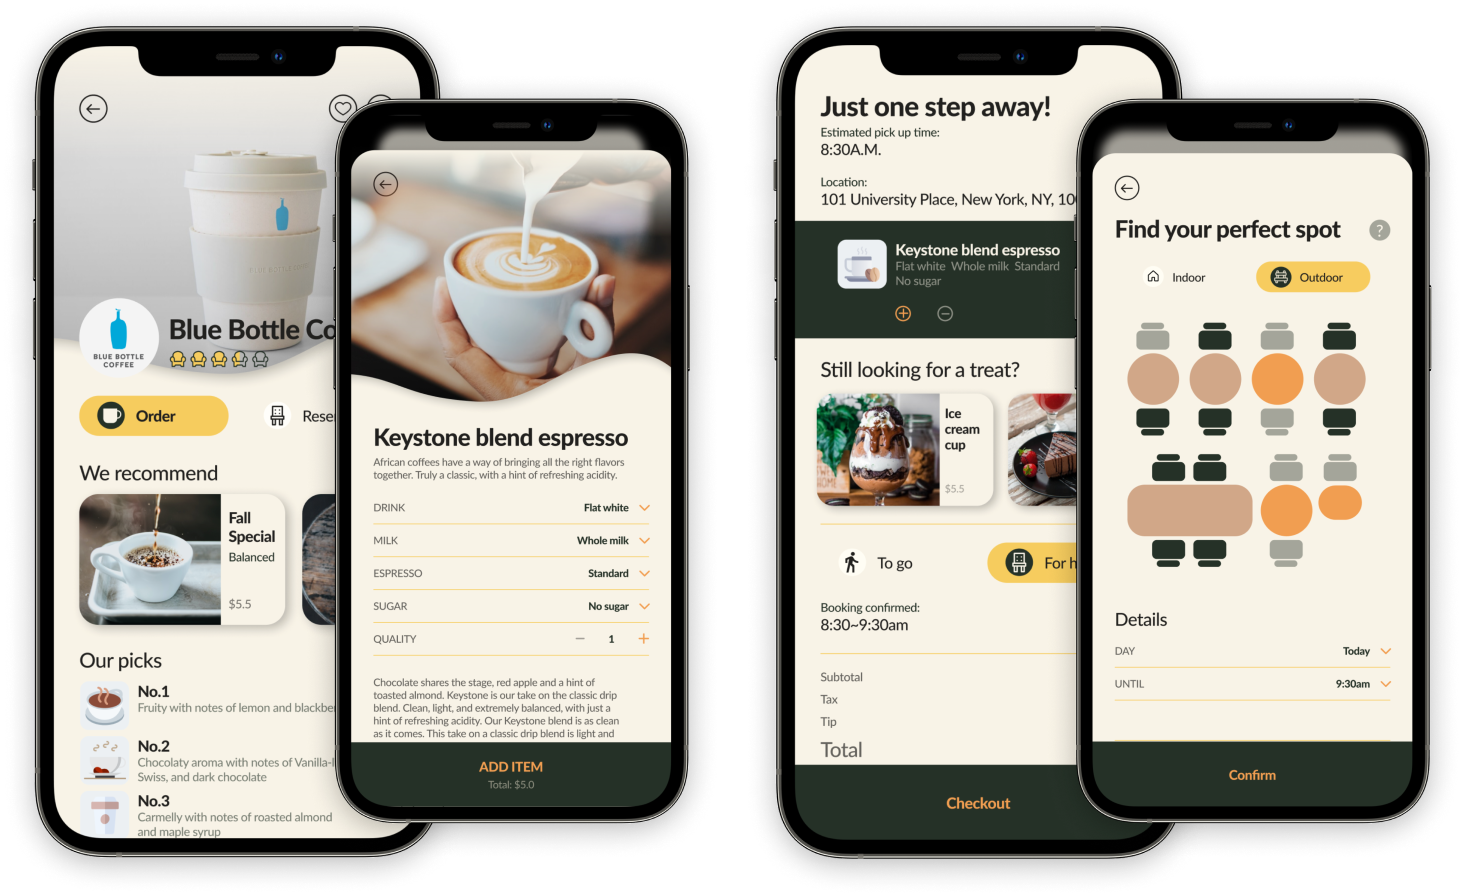 BLUE BOTTLE
COFFEE
Blue Bottle Co
Order
Rese
We recommend
Fall
Special
Balanced
$5.5
Our picks
No.1
Fruity with notes of lemon and blackber
No.2
Chocolaty aroma with notes of Vanilla-
Swiss, and dark chocolate
No.3
Carmelly with notes of roasted almond
and maple syrup
Keystone blend espresso
African coffees have a way of bringing all the right flavors
together. Truly a classic, with a hint of refreshing acidity.
DRINK Flat white
MILK Whole milk
ESPRESSO Standard
SUGAR No sugar
QUALITY — 1 +
Chocolate shares the stage, red apple and a hint of
toasted almond. Keystone is our take on the classic drip
blend. Clean, light, and extremely balanced, with just a
hint of refreshing acidity. Our Keystone blend is as clean
as it comes. This take on a classic drip blend is light and
ADD ITEM
Total: $5.0
Just one step away!
Estimated pick up time:
8:30A.M.
Location:
101 University Place, New York, NY, 10
Keystone blend espresso
Flat white Whole milk Standard
No sugar
Still looking for a treat?
Ice
cream
cup
$5.5
To go
For h
Booking confirmed:
8:30~9:30am
Subtotal
Tax
Tip
Total
Checkout
Find your perfect spot ?
Indoor
Outdoor
Details
DAY Today
UNTIL 9:30am
Confirm